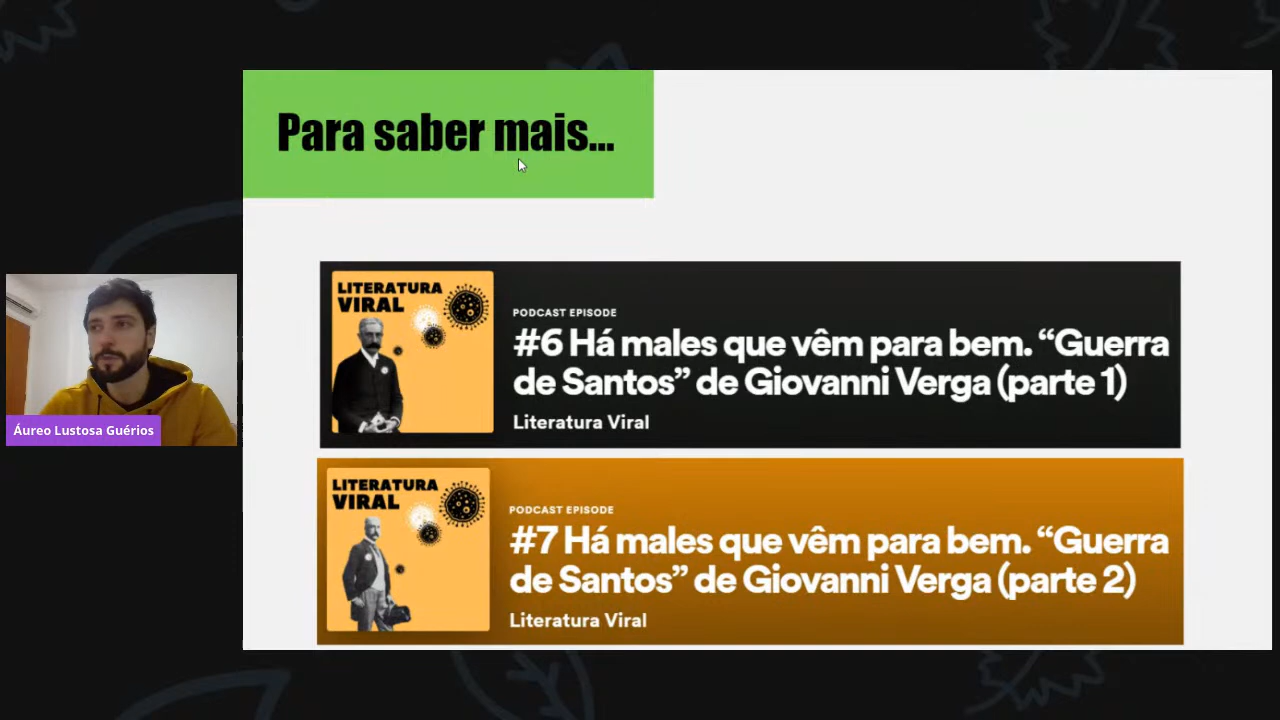 Para saber mais...
LITERATURA
VIRAL
PODCAST EPISODE
#6 Há males que vêm para bem. “Guerra
de Santos” de Giovanni Verga (parte 1)
Literatura Viral
Áureo Lustosa Guérios
LITERATURA
VIRAL
PODCAST EPISODE
#7 Há males que vêm para bem. “Guerra
de Santos” de Giovanni Verga (parte 2)
Literatura Viral